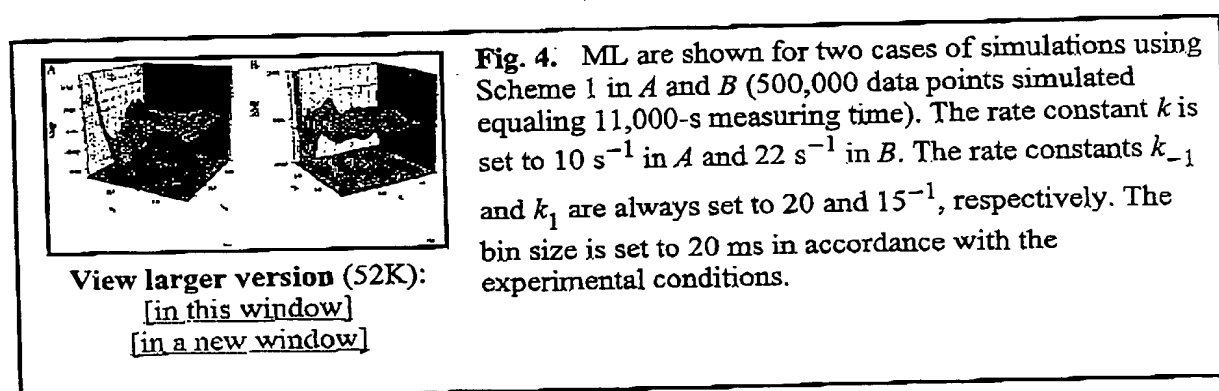 A
B
Fig. 4. ML are shown for two cases of simulations using
Scheme 1 in A and B (500,000 data points simulated
equaling 11,000-s measuring time). The rate constant k is
set to 10 s⁻¹ in A and 22 s⁻¹ in B. The rate constants k₋₁
and k₁ are always set to 20 and 15⁻¹, respectively. The
bin size is set to 20 ms in accordance with the
experimental conditions.
View larger version (52K):
[in this window]
[in a new window]